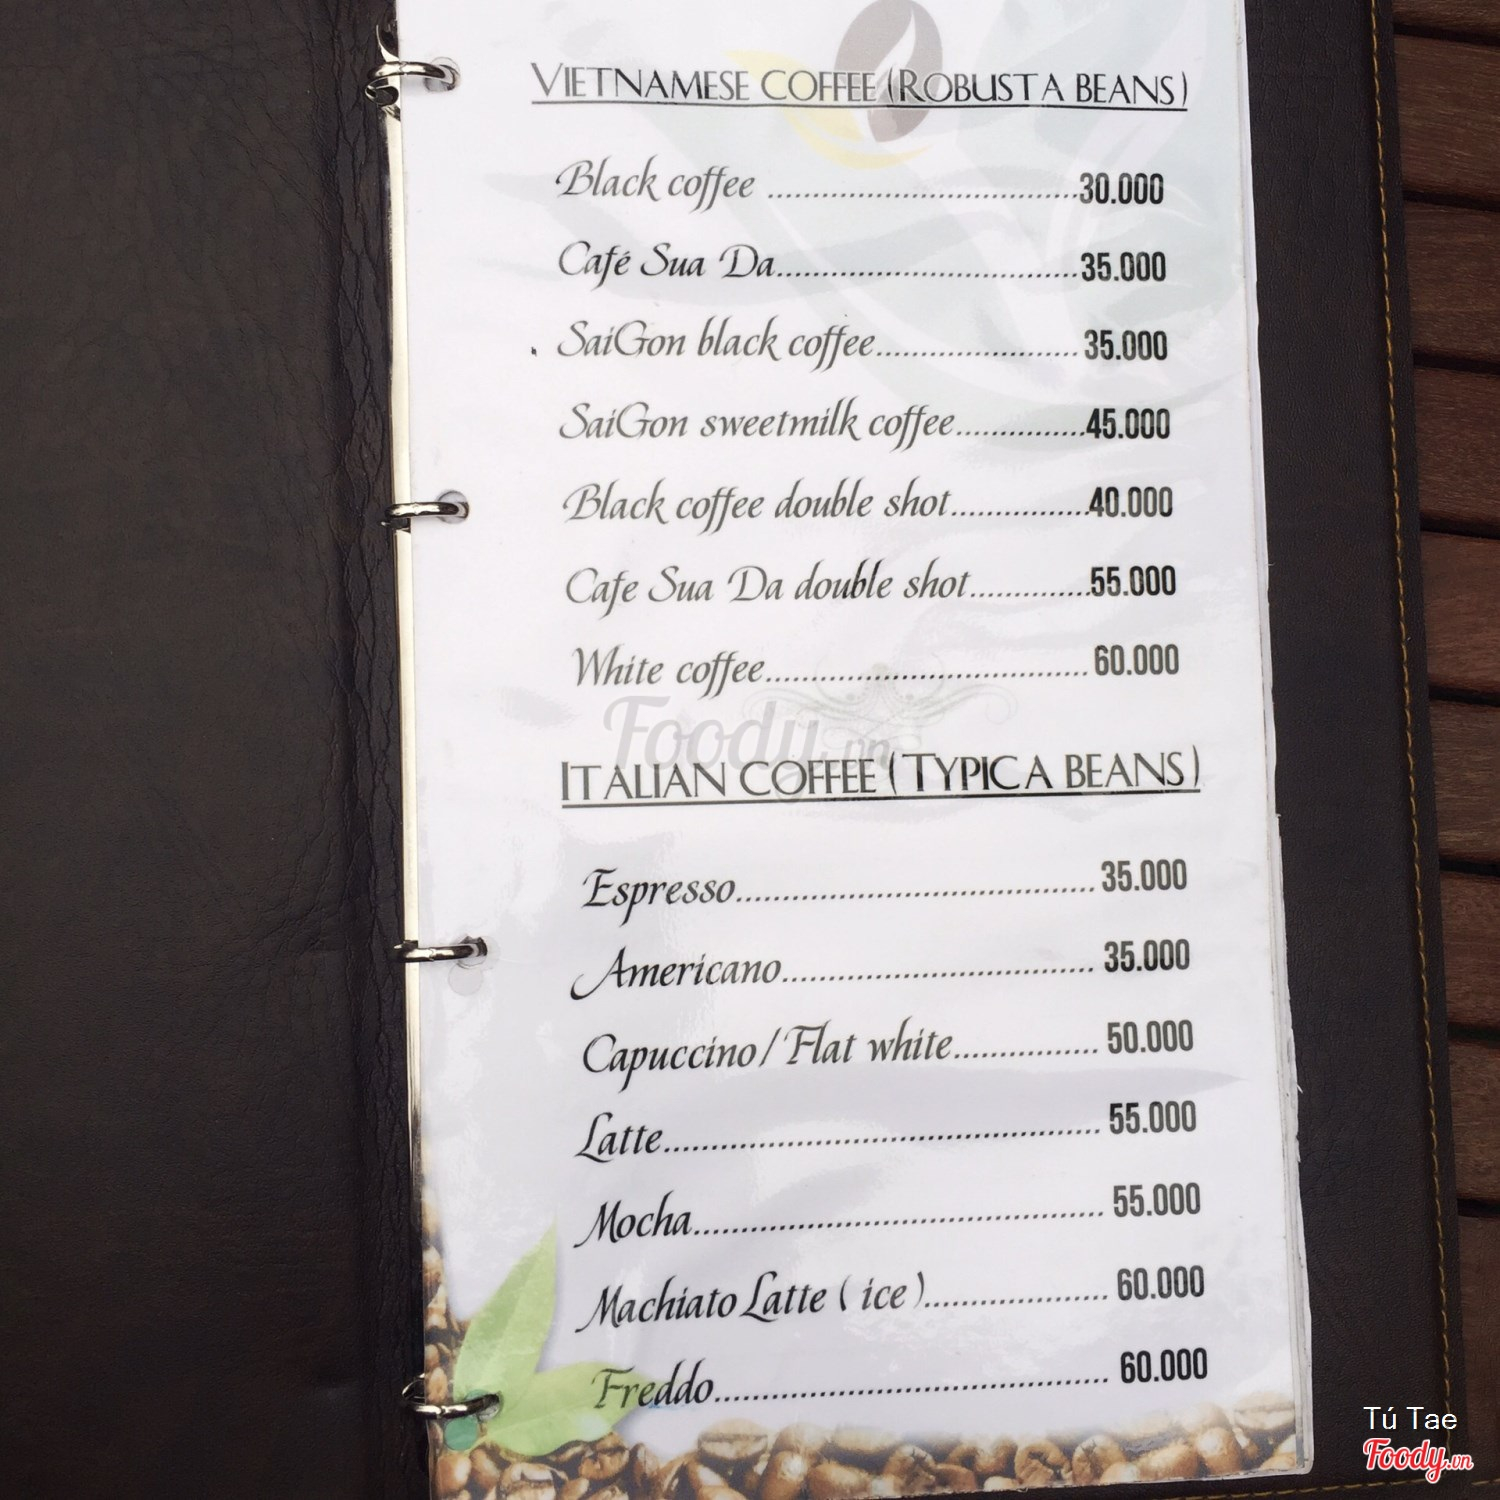 VIETNAMESE COFFEE (ROBUSTA BEANS)
Black coffee ................................30.000
Café Sua Da................................35.000
SaiGon black coffee..................... 35.000
SaiGon sweetmilk coffee..............45.000
Black coffee double shot...............40.000
Cafe Sua Da double shot.............55.000
White coffee................................. 60.000
Foody.vn
ITALIAN COFFEE (TYPICA BEANS)
Espresso..................................... 35.000
Americano................................. 35.000
Capuccino/Flat white............... 50.000
Latte............................................. 55.000
Mocha.......................................... 55.000
Machiato Latte ( ice )................... 60.000
Freddo......................................... 60.000
Tú Tae
Foody.vn